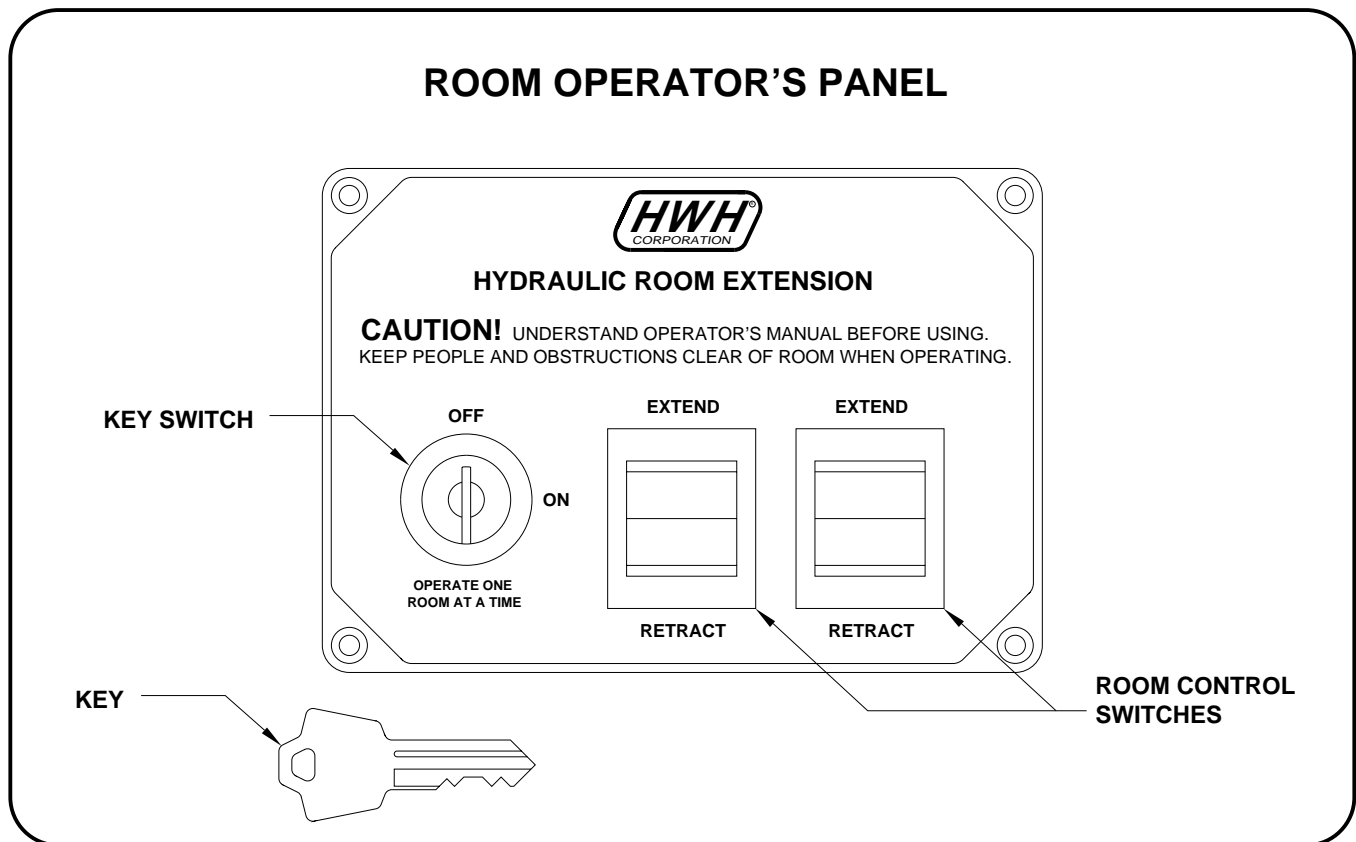 ROOM OPERATOR'S PANEL
HWH®
CORPORATION
HYDRAULIC ROOM EXTENSION
CAUTION! UNDERSTAND OPERATOR'S MANUAL BEFORE USING.
KEEP PEOPLE AND OBSTRUCTIONS CLEAR OF ROOM WHEN OPERATING.
KEY SWITCH
OFF
ON
OPERATE ONE
ROOM AT A TIME
EXTEND
EXTEND
RETRACT
RETRACT
KEY
ROOM CONTROL
SWITCHES